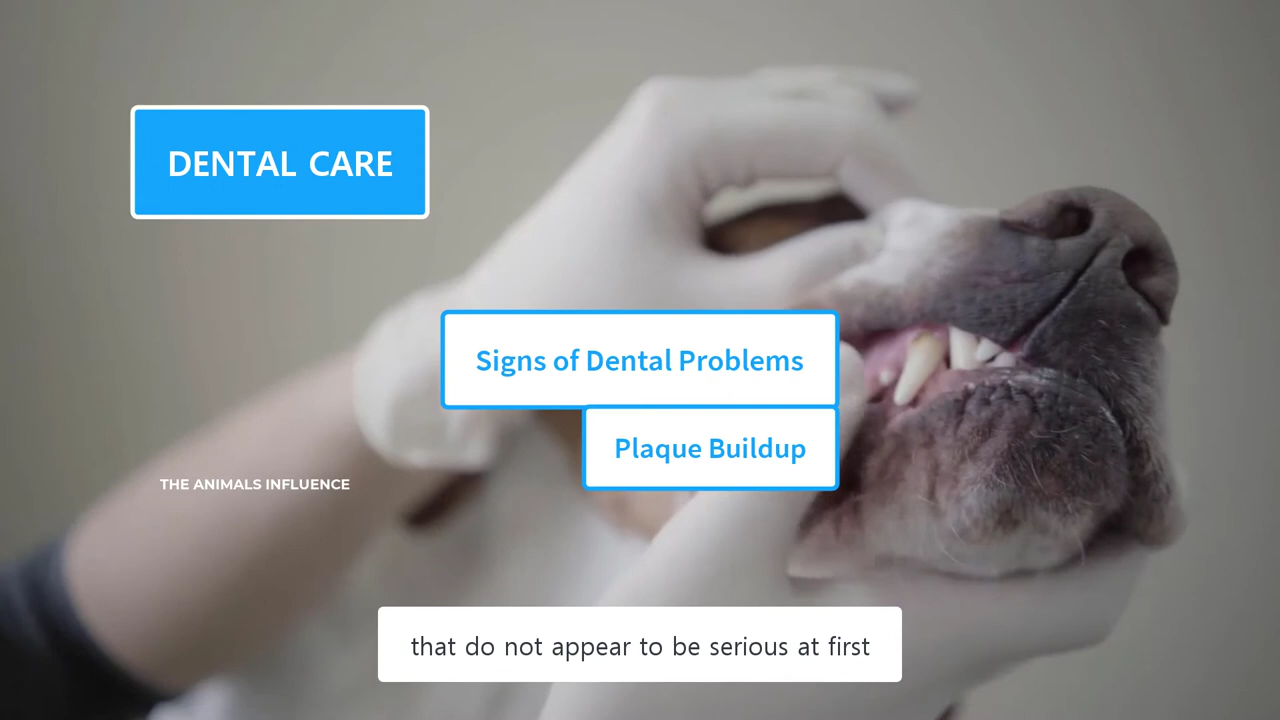 DENTAL CARE
Signs of Dental Problems
Plaque Buildup
THE ANIMALS INFLUENCE
that do not appear to be serious at first